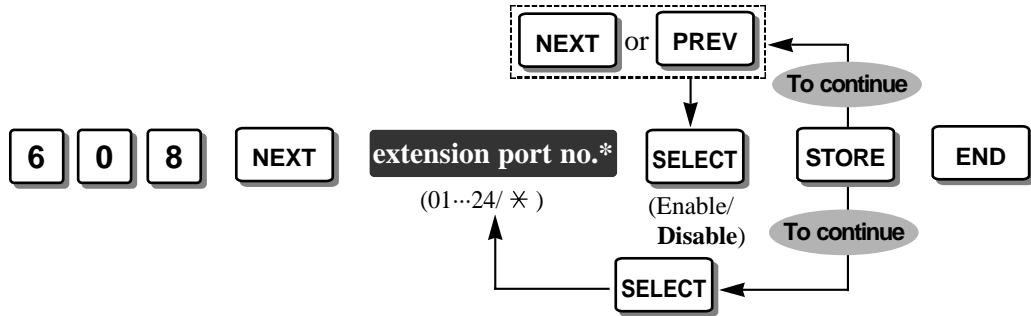 NEXT or PREV
To continue
6 0 8 NEXT extension port no.* SELECT STORE END
(01···24/ ✳ )
(Enable/
Disable)
To continue
SELECT